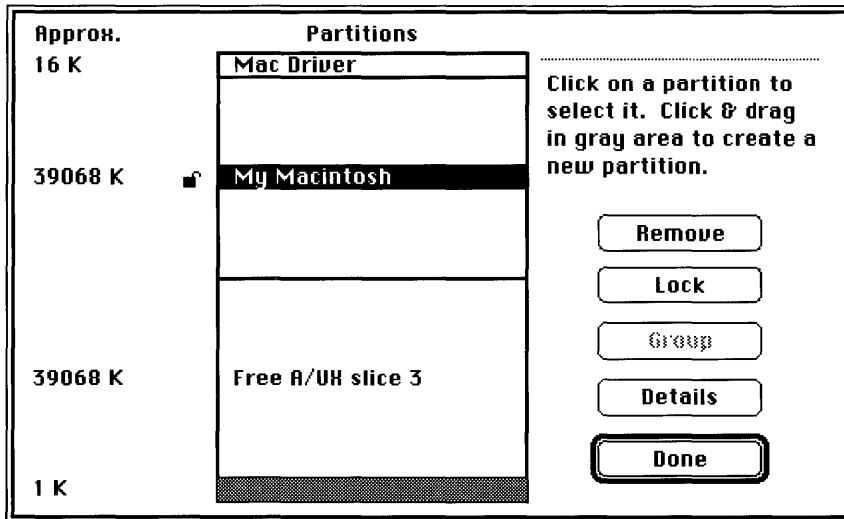 Approx. Partitions
16 K Mac Driver
Click on a partition to
select it. Click & drag
in gray area to create a
new partition.
39068 K My Macintosh
Remove
Lock
Group
39068 K Free A/UX slice 3
Details
Done
1 K